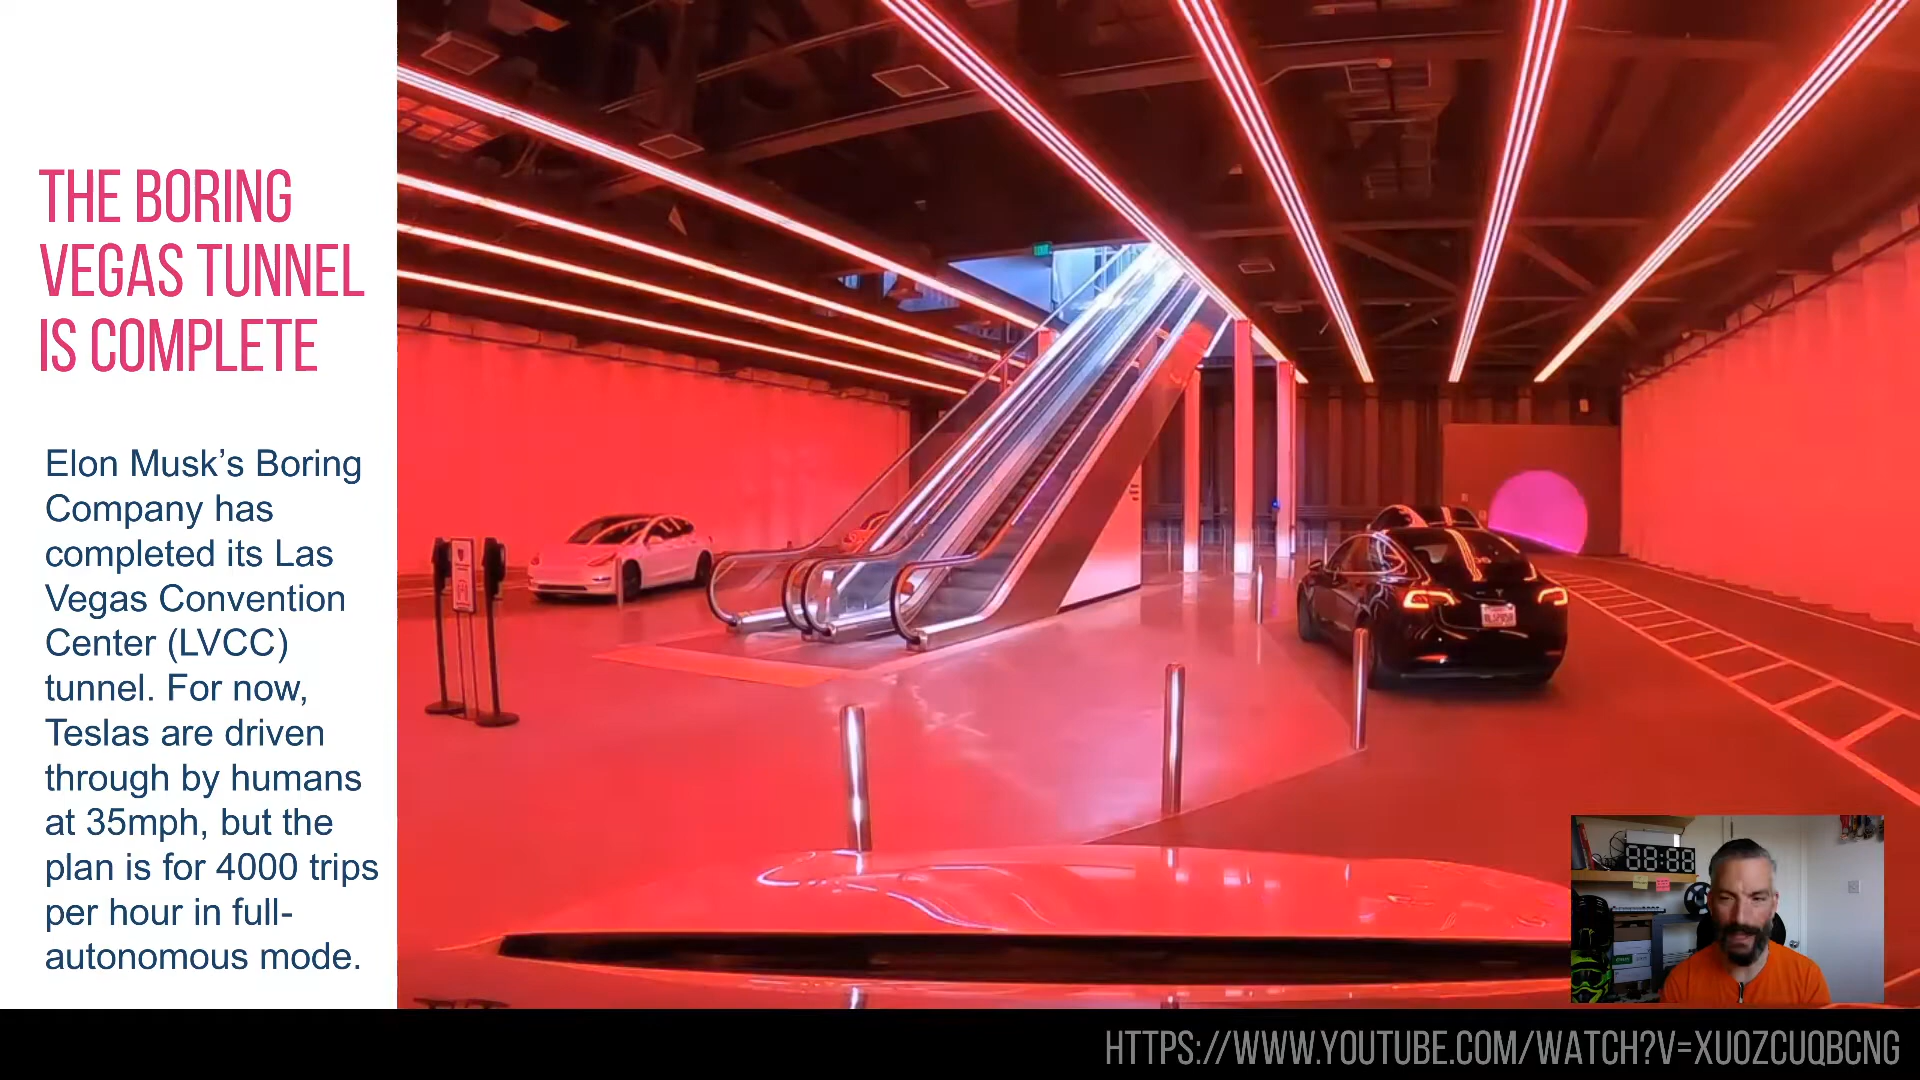 THE BORING
VEGAS TUNNEL
IS COMPLETE
Elon Musk’s Boring
Company has
completed its Las
Vegas Convention
Center (LVCC)
tunnel. For now,
Teslas are driven
through by humans
at 35mph, but the
plan is for 4000 trips
per hour in full-
autonomous mode.
88:88
HTTPS://WWW.YOUTUBE.COM/WATCH?V=XUOZCUQBCNG